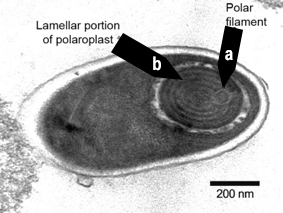 Polar
filament
Lamellar portion
of polaroplast
a
b
200 nm